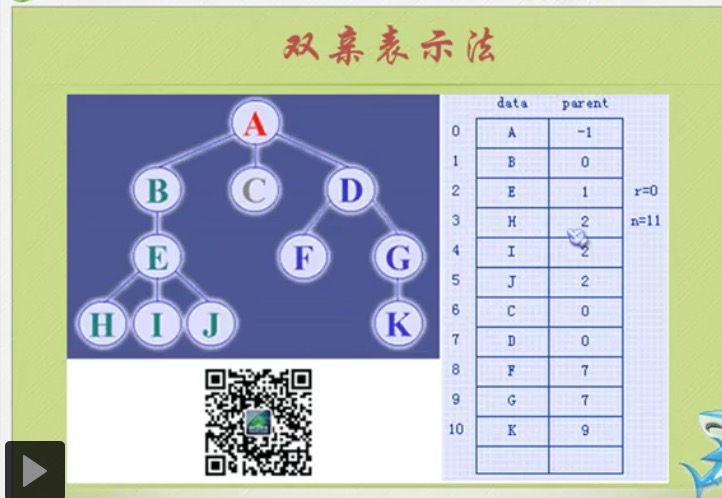 双亲表示法
A
B C D
E F G
H I J K
data parent
0 A -1
1 B 0
2 E 1 r=0
3 H 2 n=11
4 I 2
5 J 2
6 C 0
7 D 0
8 F 7
9 G 7
10 K 9